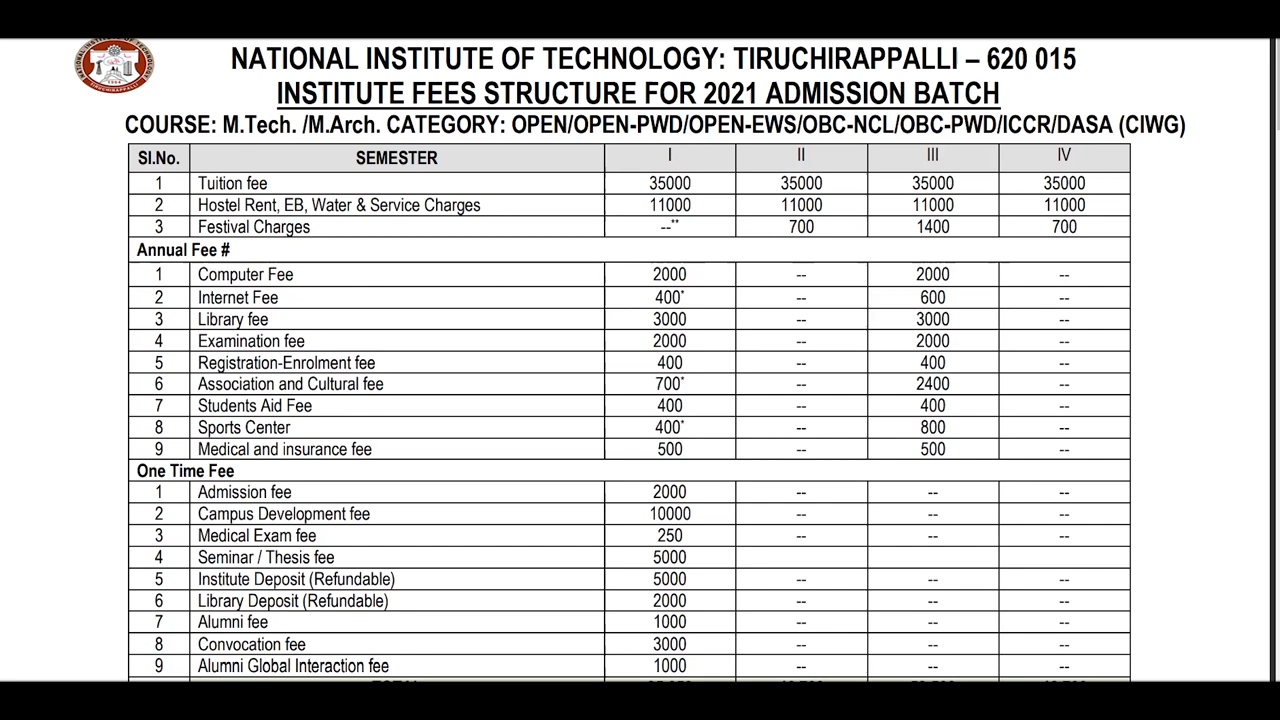 NATIONAL INSTITUTE OF TECHNOLOGY
TIRUCHIRAPPALLI
NATIONAL INSTITUTE OF TECHNOLOGY: TIRUCHIRAPPALLI – 620 015
INSTITUTE FEES STRUCTURE FOR 2021 ADMISSION BATCH
COURSE: M.Tech. /M.Arch. CATEGORY: OPEN/OPEN-PWD/OPEN-EWS/OBC-NCL/OBC-PWD/ICCR/DASA (CIWG)
SI.No. SEMESTER I II III IV
1 Tuition fee 35000 35000 35000 35000
2 Hostel Rent, EB, Water & Service Charges 11000 11000 11000 11000
3 Festival Charges --** 700 1400 700
Annual Fee #
1 Computer Fee 2000 -- 2000 --
2 Internet Fee 400* -- 600 --
3 Library fee 3000 -- 3000 --
4 Examination fee 2000 -- 2000 --
5 Registration-Enrolment fee 400 -- 400 --
6 Association and Cultural fee 700* -- 2400 --
7 Students Aid Fee 400 -- 400 --
8 Sports Center 400* -- 800 --
9 Medical and insurance fee 500 -- 500 --
One Time Fee
1 Admission fee 2000 -- -- --
2 Campus Development fee 10000 -- -- --
3 Medical Exam fee 250 -- -- --
4 Seminar / Thesis fee 5000
5 Institute Deposit (Refundable) 5000 -- -- --
6 Library Deposit (Refundable) 2000 -- -- --
7 Alumni fee 1000 -- -- --
8 Convocation fee 3000 -- -- --
9 Alumni Global Interaction fee 1000 -- -- --